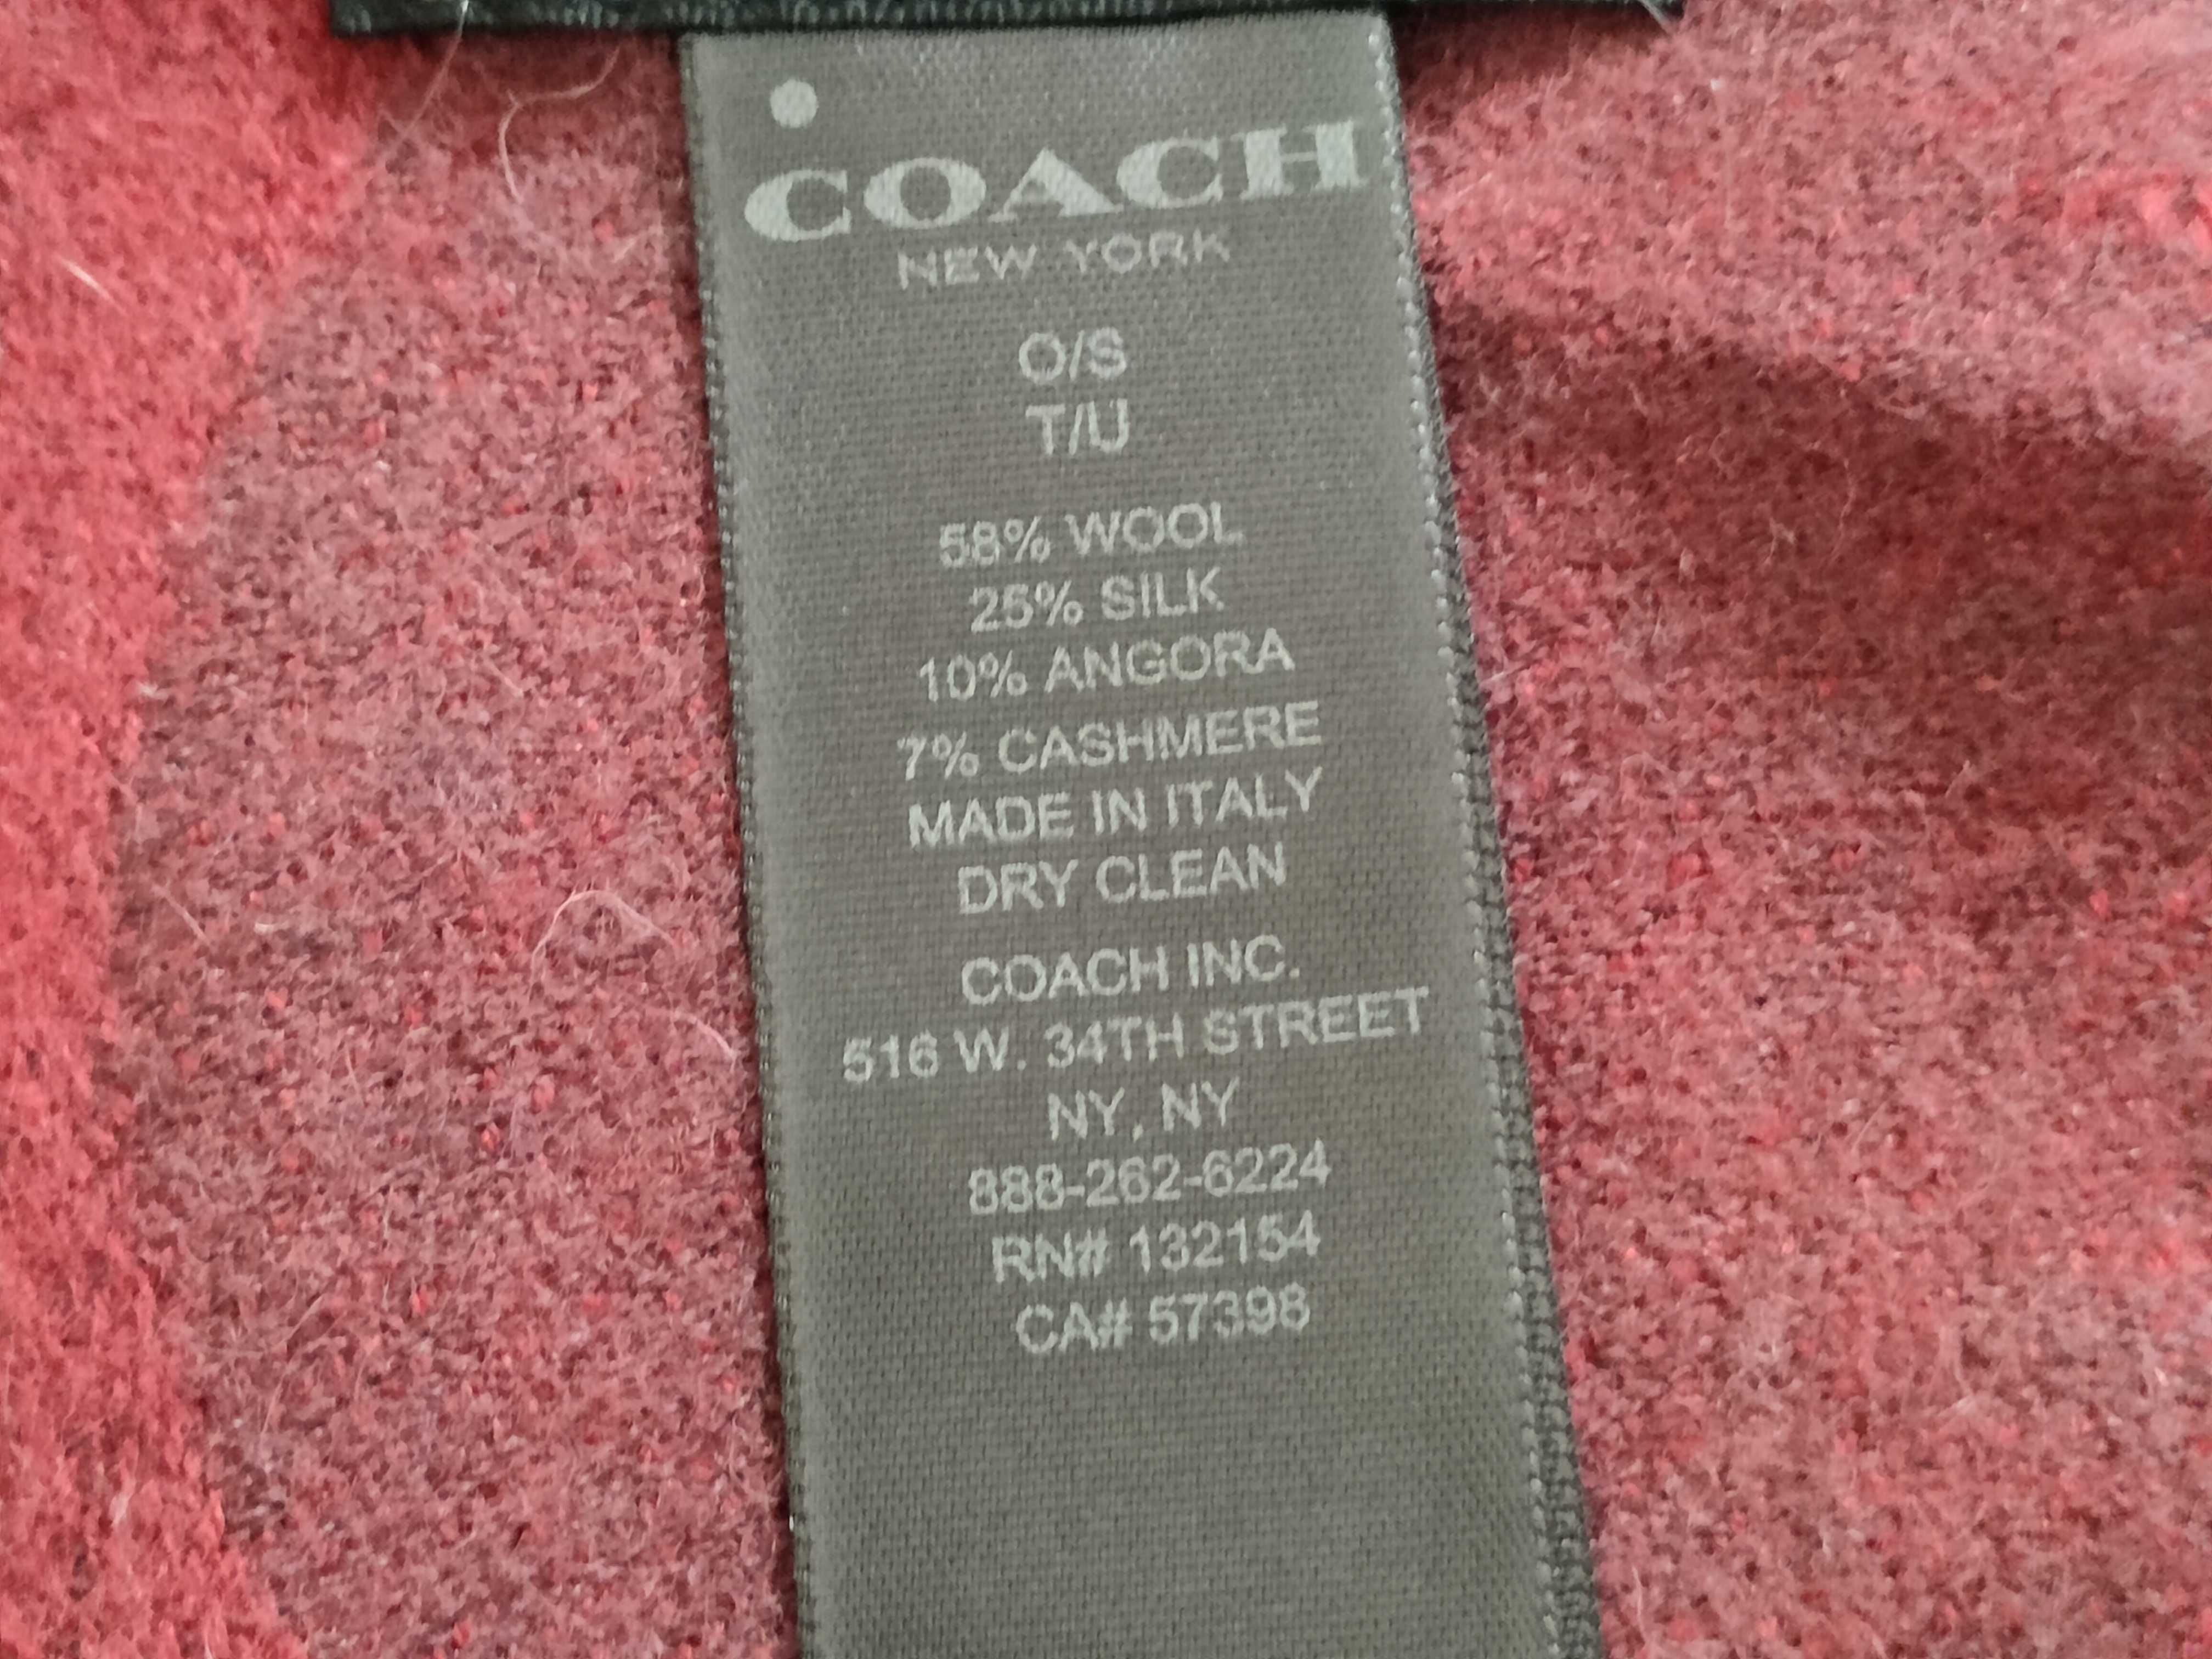 COACH
NEW YORK
O/S
T/U
58% WOOL
25% SILK
10% ANGORA
7% CASHMERE
MADE IN ITALY
DRY CLEAN
COACH INC.
516 W. 34TH STREET
NY, NY
888-262-6224
RN# 132154
CA# 57398